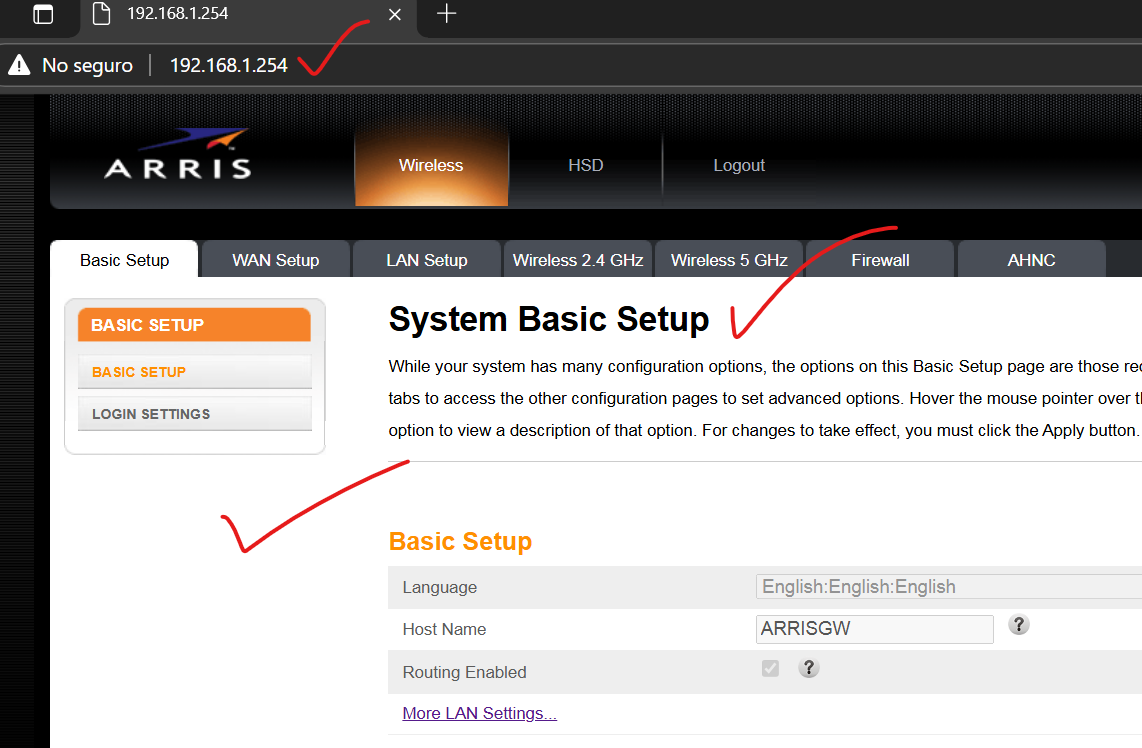 192.168.1.254
No seguro 192.168.1.254
ARRIS
Wireless HSD Logout
Basic Setup WAN Setup LAN Setup Wireless 2.4 GHz Wireless 5 GHz Firewall AHNC
BASIC SETUP
BASIC SETUP
LOGIN SETTINGS
System Basic Setup
While your system has many configuration options, the options on this Basic Setup page are those
tabs to access the other configuration pages to set advanced options. Hover the mouse pointer over
option to view a description of that option. For changes to take effect, you must click the Apply button.
Basic Setup
Language English:English:English
Host Name ARRISGW ?
Routing Enabled ?
More LAN Settings...